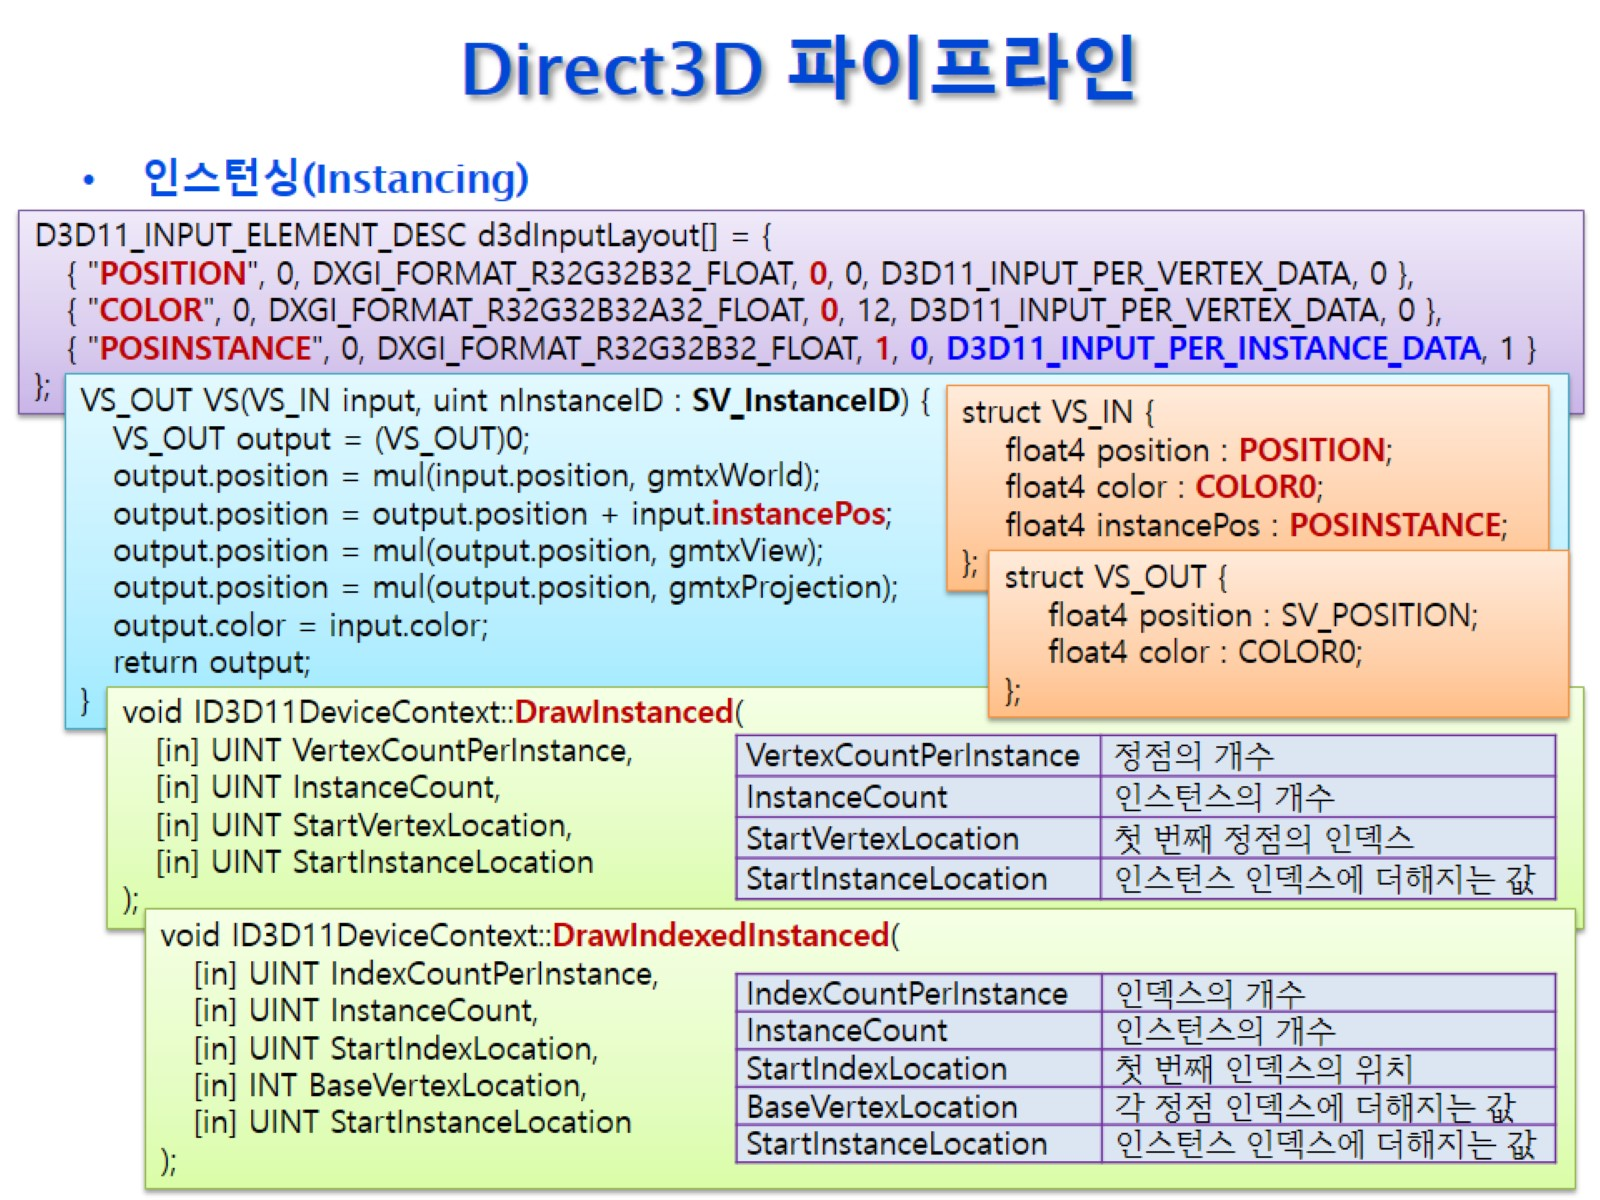 Direct3D 파이프라인
• 인스턴싱(Instancing)
D3D11_INPUT_ELEMENT_DESC d3dInputLayout[] = {
{ "POSITION", 0, DXGI_FORMAT_R32G32B32_FLOAT, 0, 0, D3D11_INPUT_PER_VERTEX_DATA, 0 },
{ "COLOR", 0, DXGI_FORMAT_R32G32B32A32_FLOAT, 0, 12, D3D11_INPUT_PER_VERTEX_DATA, 0 },
{ "POSINSTANCE", 0, DXGI_FORMAT_R32G32B32_FLOAT, 1, 0, D3D11_INPUT_PER_INSTANCE_DATA, 1 }
};
VS_OUT VS(VS_IN input, uint nInstanceID : SV_InstanceID) {
VS_OUT output = (VS_OUT)0;
output.position = mul(input.position, gmtxWorld);
output.position = output.position + input.instancePos;
output.position = mul(output.position, gmtxView);
output.position = mul(output.position, gmtxProjection);
output.color = input.color;
return output;
}
struct VS_IN {
float4 position : POSITION;
float4 color : COLOR0;
float4 instancePos : POSINSTANCE;
};
struct VS_OUT {
float4 position : SV_POSITION;
float4 color : COLOR0;
};
void ID3D11DeviceContext::DrawInstanced(
[in] UINT VertexCountPerInstance,
[in] UINT InstanceCount,
[in] UINT StartVertexLocation,
[in] UINT StartInstanceLocation
);
VertexCountPerInstance 정점의 개수
InstanceCount 인스턴스의 개수
StartVertexLocation 첫 번째 정점의 인덱스
StartInstanceLocation 인스턴스 인덱스에 더해지는 값
void ID3D11DeviceContext::DrawIndexedInstanced(
[in] UINT IndexCountPerInstance,
[in] UINT InstanceCount,
[in] UINT StartIndexLocation,
[in] INT BaseVertexLocation,
[in] UINT StartInstanceLocation
);
IndexCountPerInstance 인덱스의 개수
InstanceCount 인스턴스의 개수
StartIndexLocation 첫 번째 인덱스의 위치
BaseVertexLocation 각 정점 인덱스에 더해지는 값
StartInstanceLocation 인스턴스 인덱스에 더해지는 값